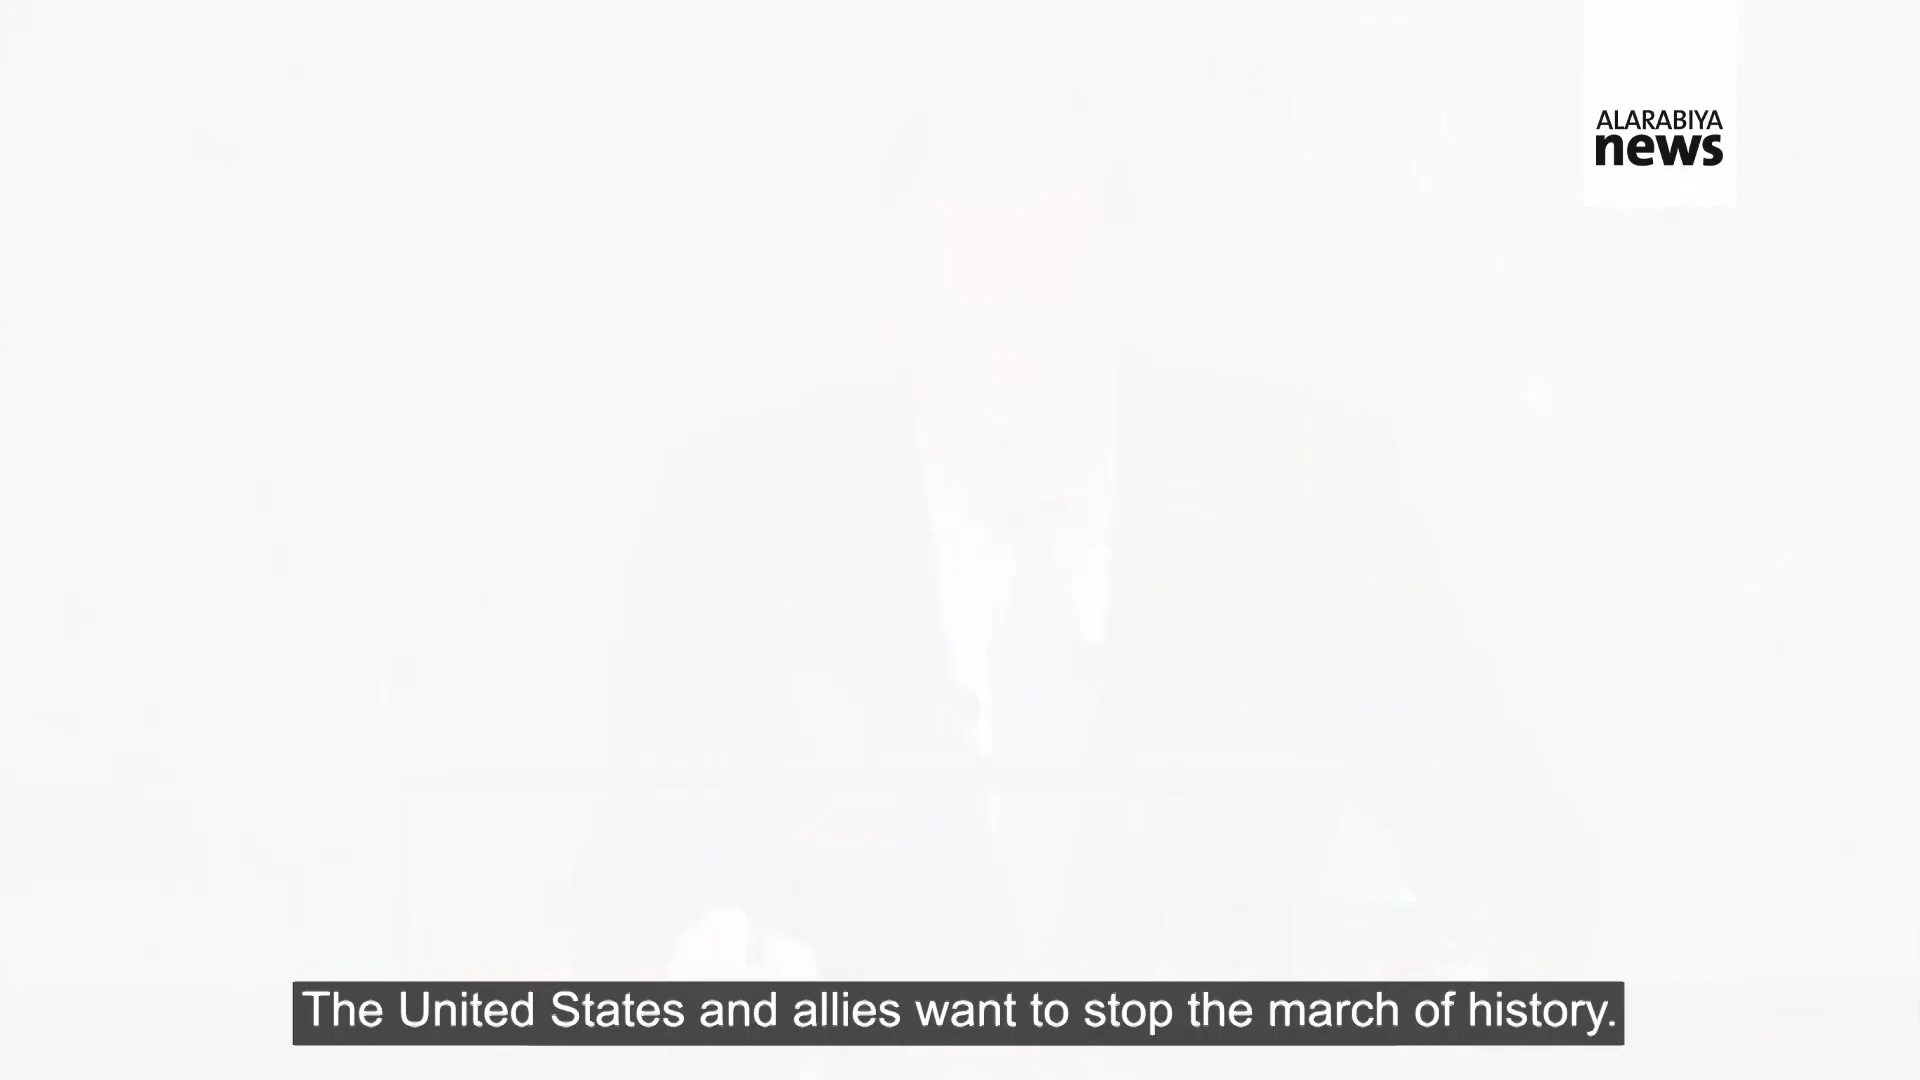 ALARABIYA
news
The United States and allies want to stop the march of history.